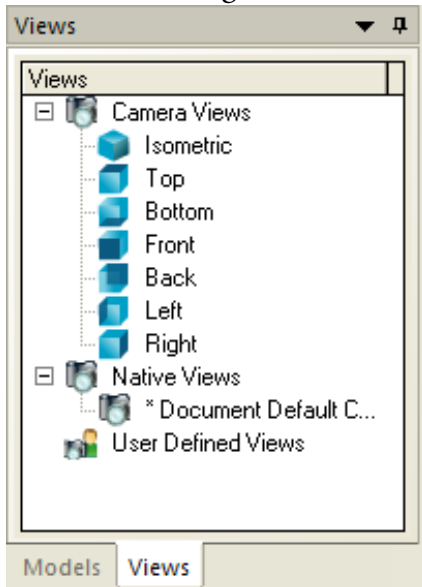 Views
Views
Camera Views
Isometric
Top
Bottom
Front
Back
Left
Right
Native Views
* Document Default C...
User Defined Views
Models Views